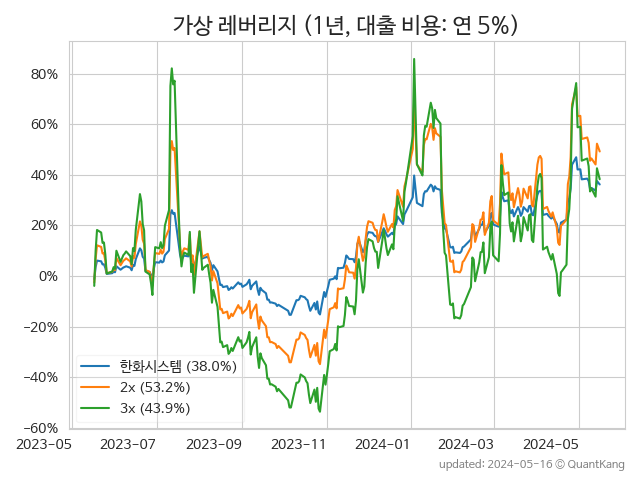 가상 레버리지 (1년, 대출 비용: 연 5%)
80%
60%
40%
20%
0%
−20%
−40%
−60%
한화시스템 (38.0%)
2x (53.2%)
3x (43.9%)
2023-05 2023-07 2023-09 2023-11 2024-01 2024-03 2024-05
updated: 2024-05-16 ⓒ QuantKang